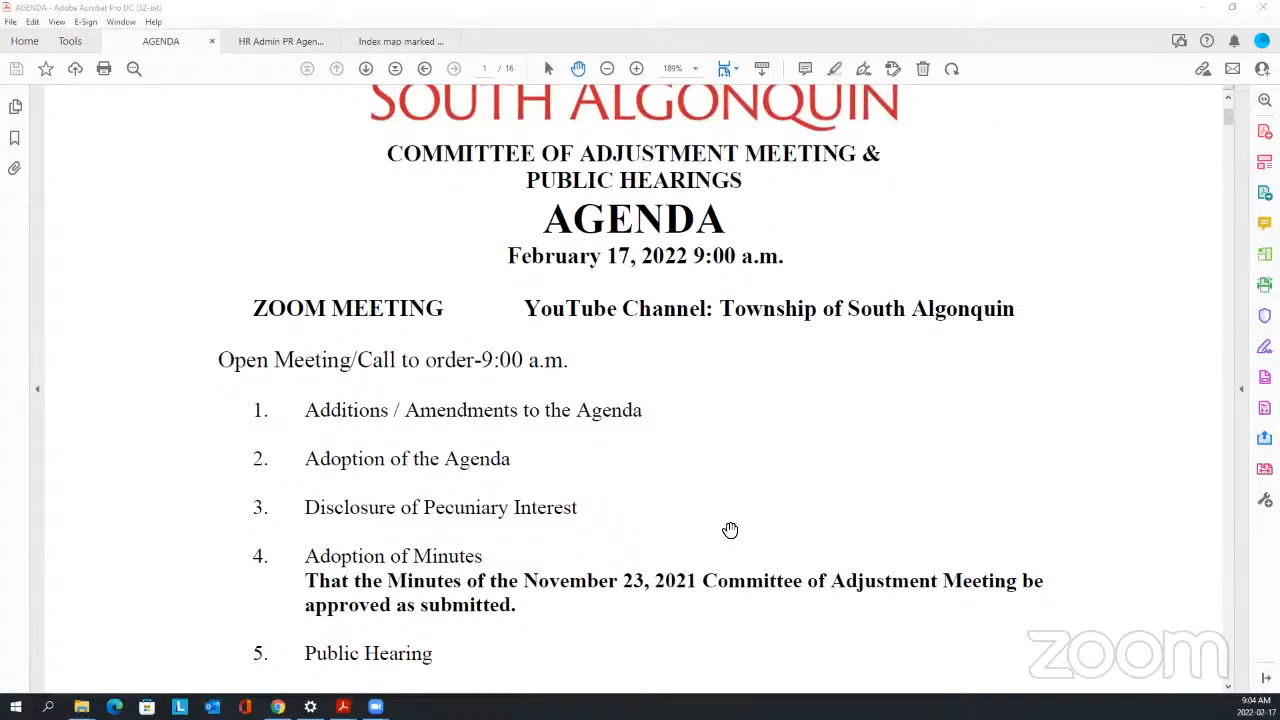 AGENDA - Adobe Acrobat Pro DC (32-bit)
File Edit View E-Sign Window Help
Home Tools AGENDA × HR Admin PR Agen... Index map marked ...
1 / 16 189%
SOUTH ALGONQUIN
COMMITTEE OF ADJUSTMENT MEETING &
PUBLIC HEARINGS
AGENDA
February 17, 2022 9:00 a.m.
ZOOM MEETING YouTube Channel: Township of South Algonquin
Open Meeting/Call to order-9:00 a.m.
1. Additions / Amendments to the Agenda
2. Adoption of the Agenda
3. Disclosure of Pecuniary Interest
4. Adoption of Minutes
That the Minutes of the November 23, 2021 Committee of Adjustment Meeting be
approved as submitted.
5. Public Hearing
zoom
9:04 AM
2022-02-17